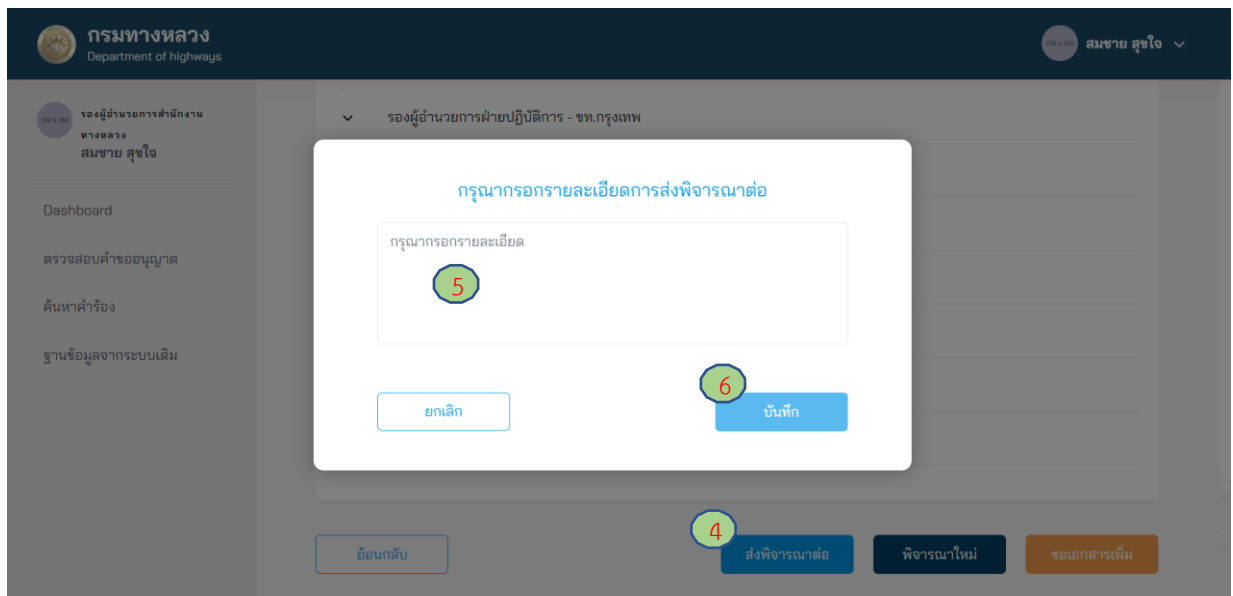 กรมทางหลวง
Department of highways
สมชาย สุขใจ
รองผู้อำนวยการสำนักงาน
ทางหลวง
สมชาย สุขใจ
Dashboard
ตรวจสอบคำขออนุญาต
ค้นหาคำร้อง
ฐานข้อมูลจากระบบเดิม
รองผู้อำนวยการฝ่ายปฏิบัติการ - ขท.กรุงเทพ
กรุณากรอกรายละเอียดการส่งพิจารณาต่อ
กรุณากรอกรายละเอียด
5
6
ยกเลิก
บันทึก
4
ย้อนกลับ
ส่งพิจารณาต่อ
พิจารณาใหม่
ขอเอกสารเพิ่ม